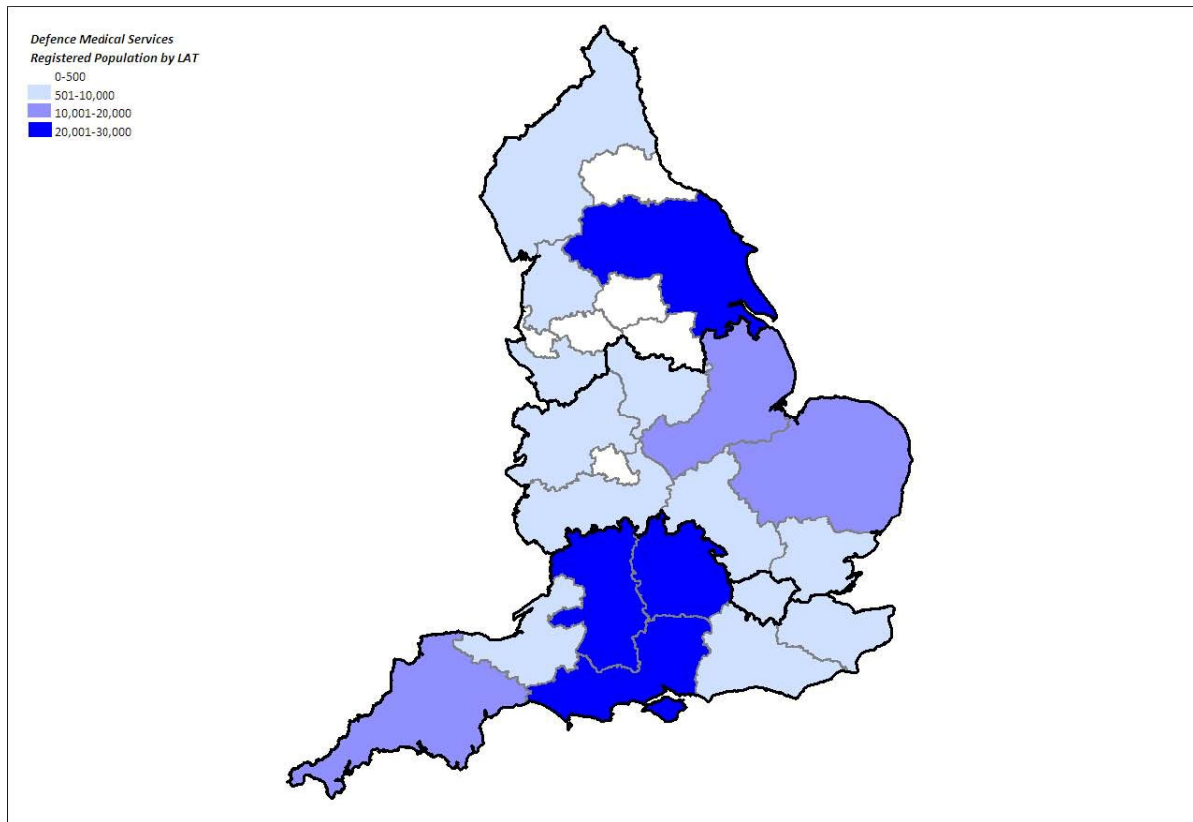 Defence Medical Services
Registered Population by LAT
0-500
501-10,000
10,001-20,000
20,001-30,000